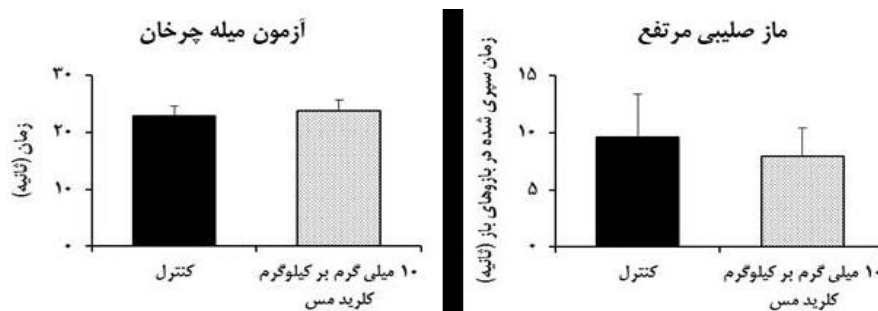 آزمون میله چرخان
۳۰
۲۰
۱۰
۰
زمان (ثانیه)
کنترل
۱۰ میلی گرم بر کیلوگرم
کلرید مس
ماز صلیبی مرتفع
۱۵
۱۰
۵
۰
زمان سپری شده در بازوهای باز (ثانیه)
کنترل
۱۰ میلی گرم بر کیلوگرم
کلرید مس